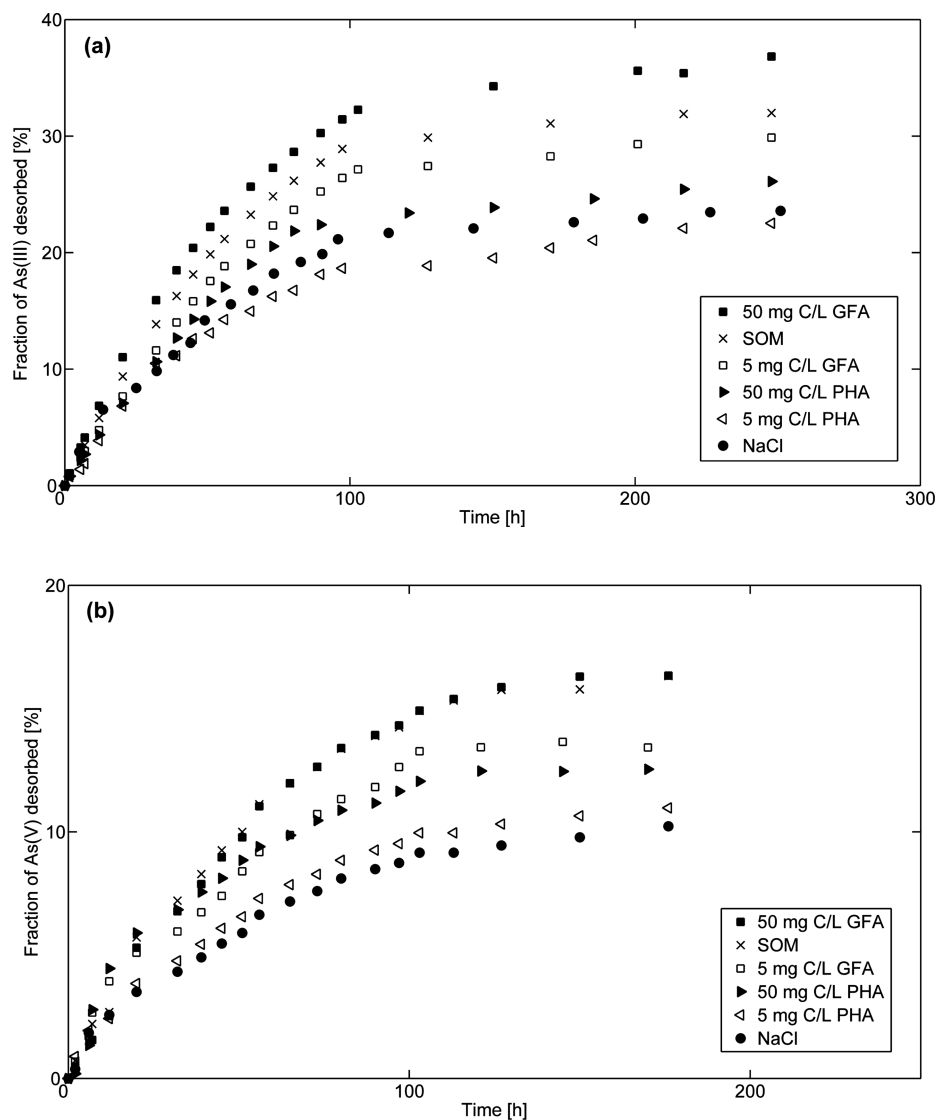 (a)
Fraction of As(III) desorbed [%]
40
30
20
10
0
0
100
200
300
Time [h]
50 mg C/L GFA
SOM
5 mg C/L GFA
50 mg C/L PHA
5 mg C/L PHA
NaCl
(b)
Fraction of As(V) desorbed [%]
20
10
0
0
100
200
Time [h]
50 mg C/L GFA
SOM
5 mg C/L GFA
50 mg C/L PHA
5 mg C/L PHA
NaCl